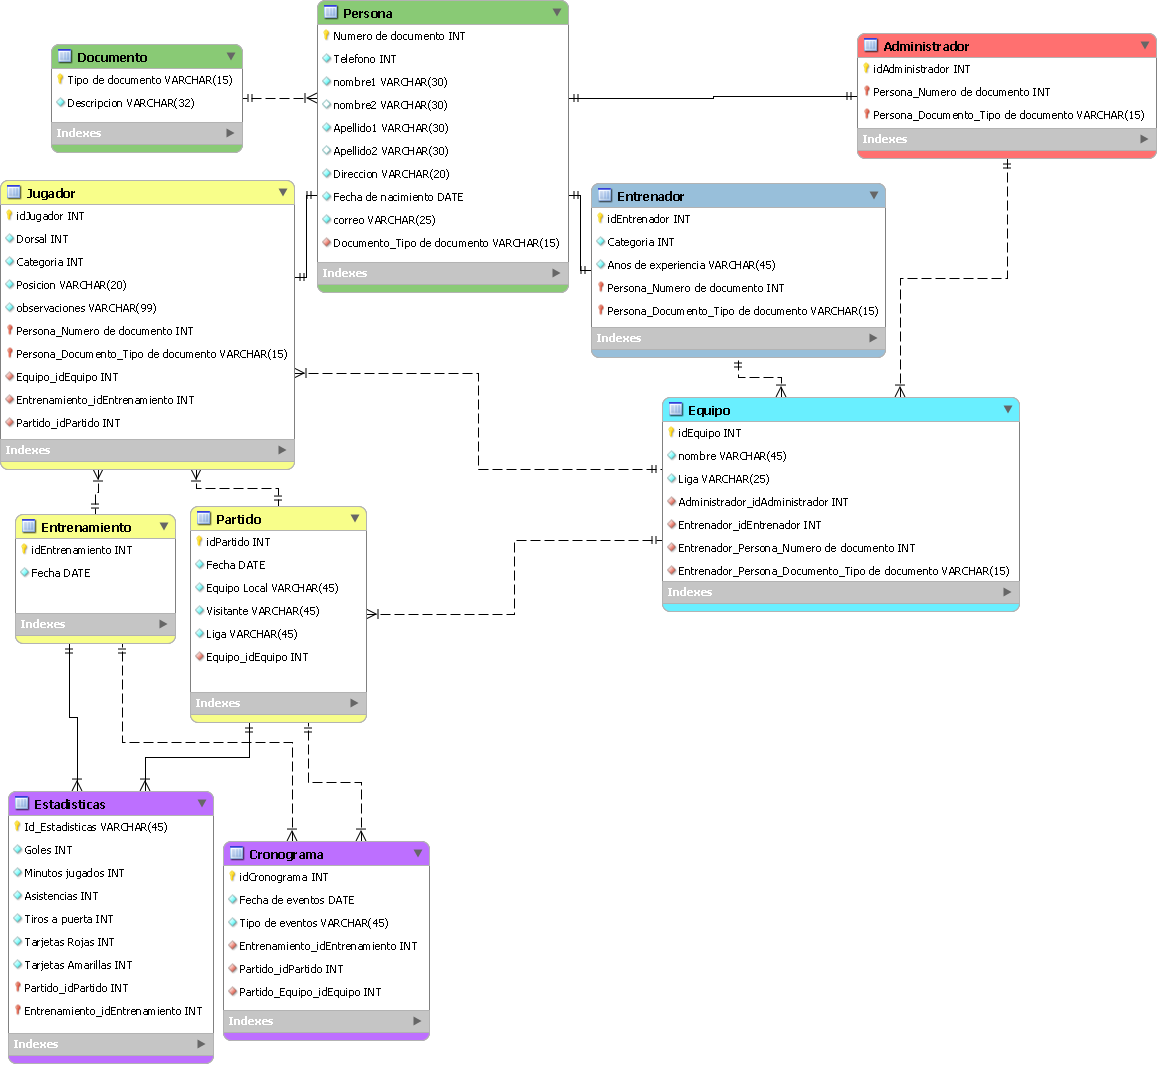 Persona
Numero de documento INT
Telefono INT
nombre1 VARCHAR(30)
nombre2 VARCHAR(30)
Apellido1 VARCHAR(30)
Apellido2 VARCHAR(30)
Direccion VARCHAR(20)
Fecha de nacimiento DATE
correo VARCHAR(25)
Documento_Tipo de documento VARCHAR(15)
Indexes
Documento
Tipo de documento VARCHAR(15)
Descripcion VARCHAR(32)
Indexes
Administrador
idAdministrador INT
Persona_Numero de documento INT
Persona_Documento_Tipo de documento VARCHAR(15)
Indexes
Jugador
idJugador INT
Dorsal INT
Categoria INT
Posicion VARCHAR(20)
observaciones VARCHAR(99)
Persona_Numero de documento INT
Persona_Documento_Tipo de documento VARCHAR(15)
Equipo_idEquipo INT
Entrenamiento_idEntrenamiento INT
Partido_idPartido INT
Indexes
Entrenador
idEntrenador INT
Categoria INT
Anos de experiencia VARCHAR(45)
Persona_Numero de documento INT
Persona_Documento_Tipo de documento VARCHAR(15)
Indexes
Equipo
idEquipo INT
nombre VARCHAR(45)
Liga VARCHAR(25)
Administrador_idAdministrador INT
Entrenador_idEntrenador INT
Entrenador_Persona_Numero de documento INT
Entrenador_Persona_Documento_Tipo de documento VARCHAR(15)
Indexes
Entrenamiento
idEntrenamiento INT
Fecha DATE
Indexes
Partido
idPartido INT
Fecha DATE
Equipo Local VARCHAR(45)
Visitante VARCHAR(45)
Liga VARCHAR(45)
Equipo_idEquipo INT
Indexes
Estadisticas
Id_Estadisticas VARCHAR(45)
Goles INT
Minutos jugados INT
Asistencias INT
Tiros a puerta INT
Tarjetas Rojas INT
Tarjetas Amarillas INT
Partido_idPartido INT
Entrenamiento_idEntrenamiento INT
Indexes
Cronograma
idCronograma INT
Fecha de eventos DATE
Tipo de eventos VARCHAR(45)
Entrenamiento_idEntrenamiento INT
Partido_idPartido INT
Partido_Equipo_idEquipo INT
Indexes